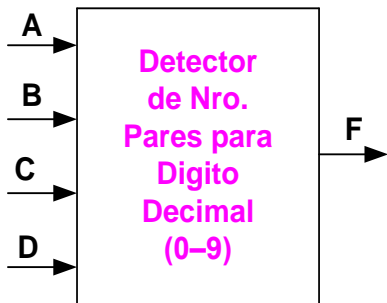 A
B
C
D
Detector
de Nro.
Pares para
Digito
Decimal
(0–9)
F